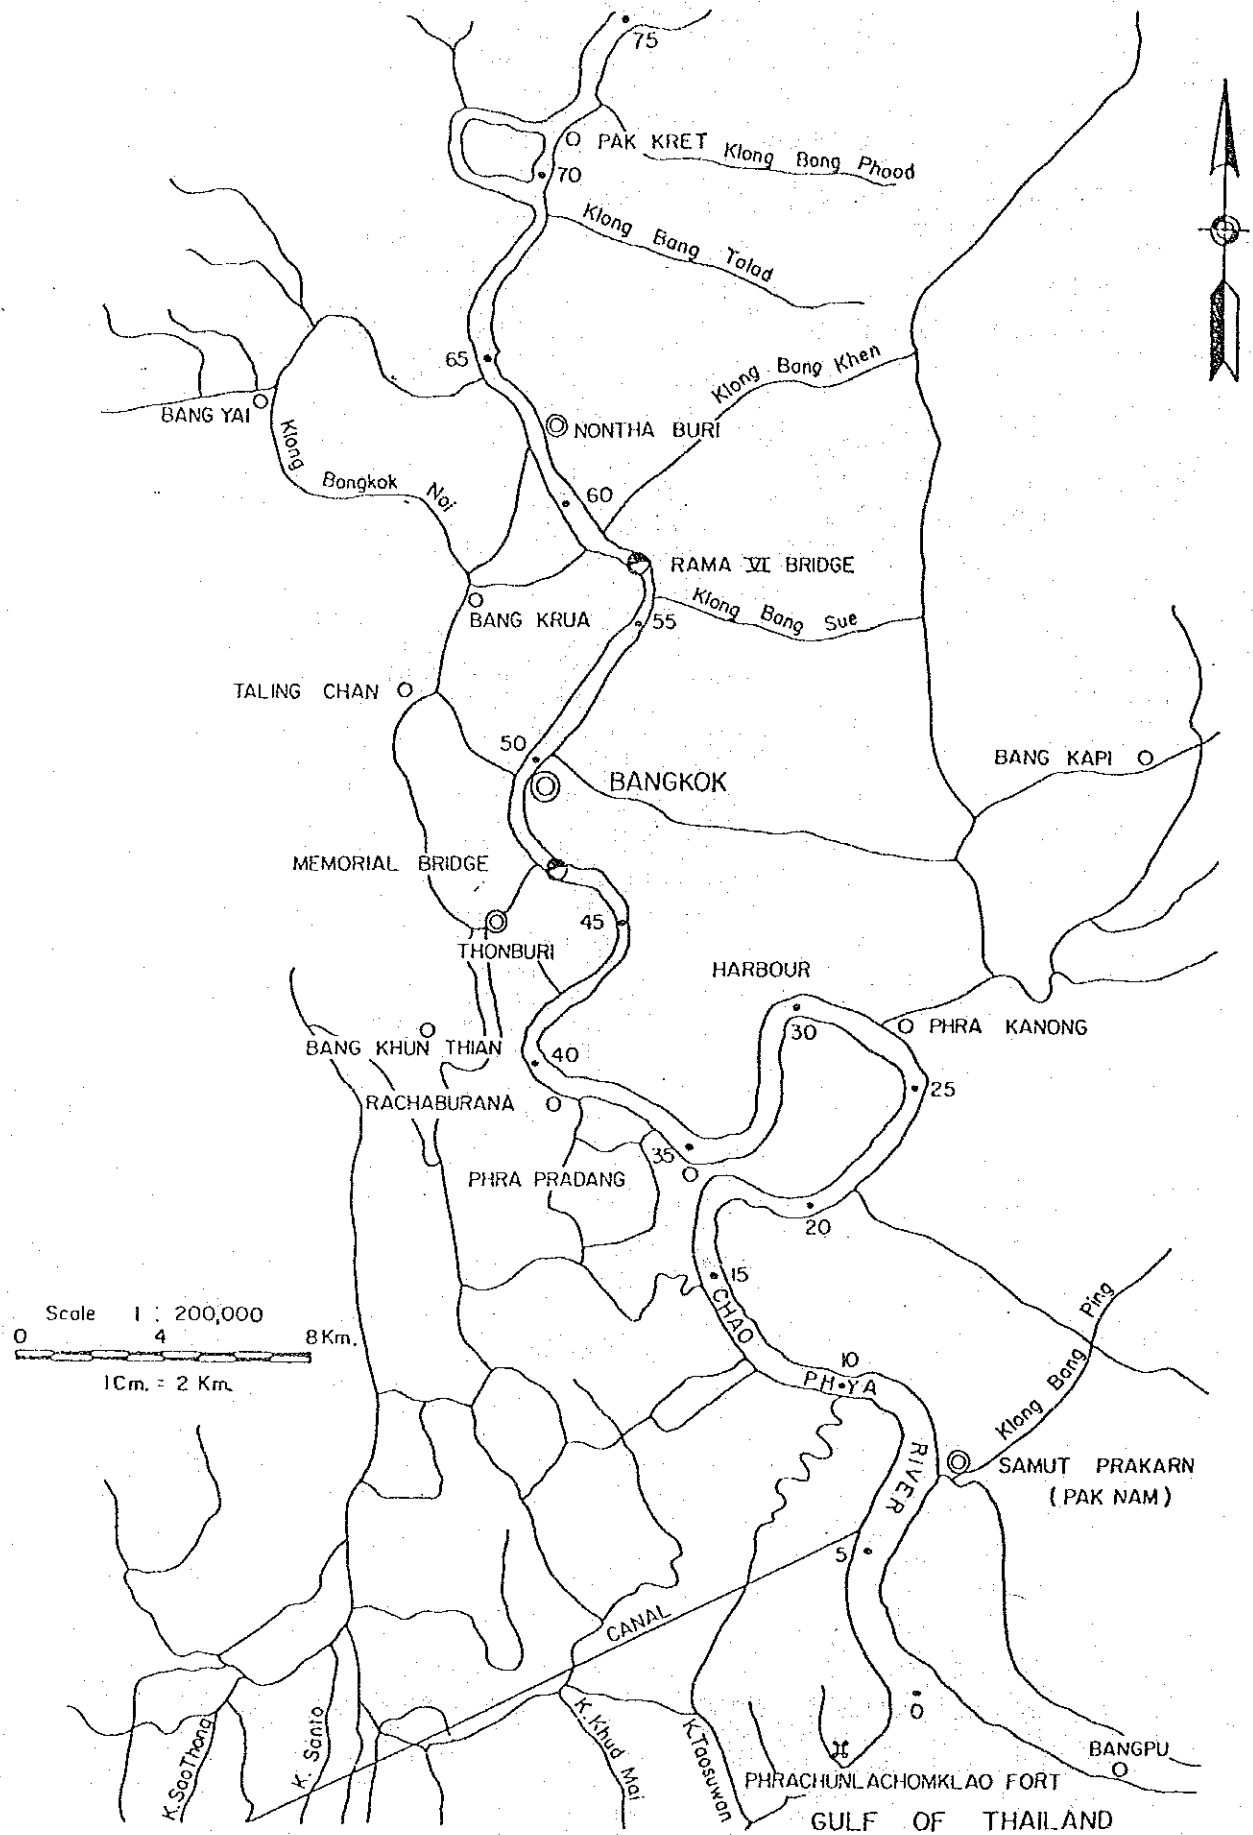 75
PAK KRET
Klong Bang Phood
70
Klong Bang Talad
65
Klong Bang Khen
BANG YAI
NONTHA BURI
Klong Bangkok Noi
60
RAMA VI BRIDGE
Klong Bang Sue
BANG KRUA
55
TALING CHAN
50
BANG KAPI
BANGKOK
MEMORIAL BRIDGE
45
THONBURI
HARBOUR
30
PHRA KANONG
BANG KHUN THIAN
40
25
RACHABURANA
35
PHRA PRADANG
20
15
CHAO PH YA RIVER
Klong Bang Ping
Scale 1 : 200,000
0 4 8 Km.
1 Cm. = 2 Km.
10
SAMUT PRAKARN
(PAK NAM)
5
CANAL
0
K. Sao Thong
K. Santo
K. Khud Mai
K. Taosuwan
BANGPU
PHRACHUNLACHOMKLAO FORT
GULF OF THAILAND